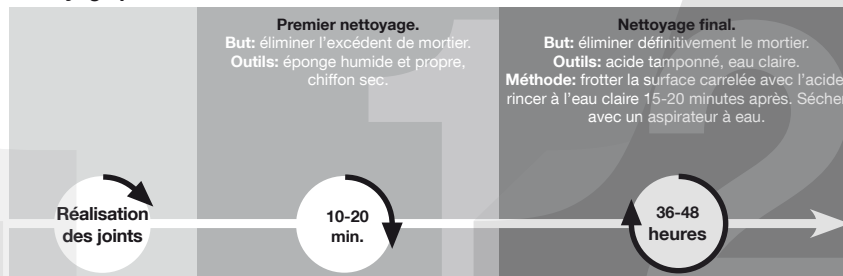 Premier nettoyage.
But: éliminer l'excédent de mortier.
Outils: éponge humide et propre,
chiffon sec.
Nettoyage final.
But: éliminer définitivement le mortier.
Outils: acide tamponné, eau claire.
Méthode: frotter la surface carrelée avec l'acide
rincer à l'eau claire 15-20 minutes après. Sécher
avec un aspirateur à eau.
Réalisation
des joints
10-20
min.
36-48
heures
1
2